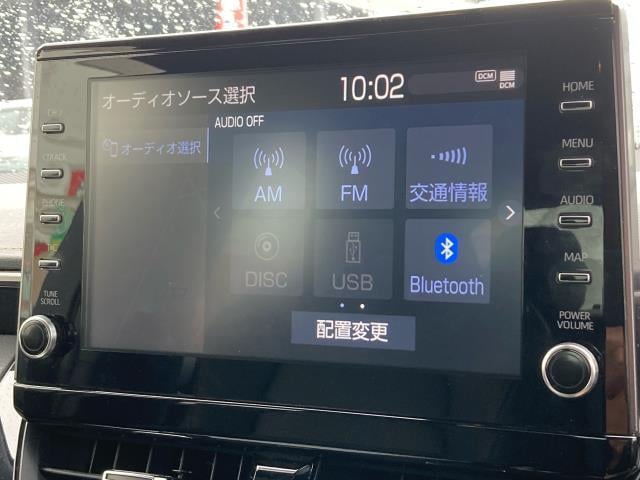 オーディオソース選択
10:02
DCM
DCM
オーディオ選択
AUDIO OFF
AM
FM
交通情報
DISC
USB
Bluetooth
配置変更
TRACK
PHONE
TUNE
SCROLL
HOME
MENU
AUDIO
MAP
POWER
VOLUME